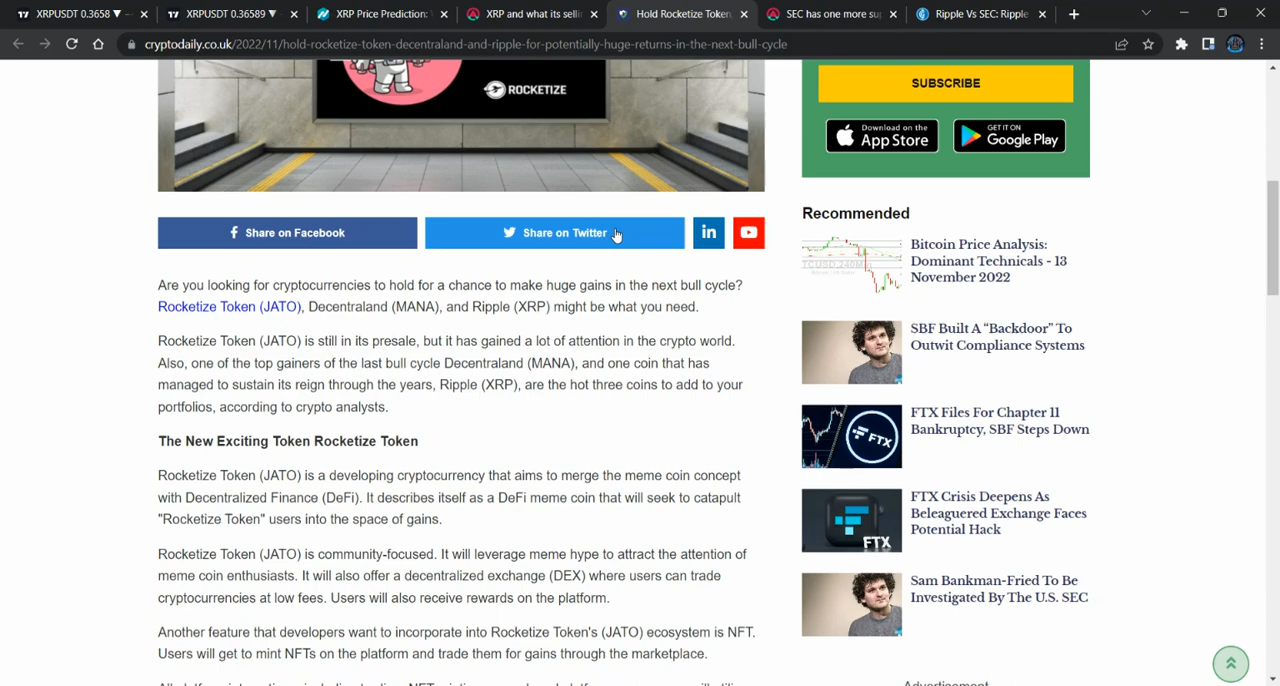 XRPUSDT 0.3658 ▼
XRPUSDT 0.36589 ▼
XRP Price Prediction:
XRP and what its selli
Hold Rocketize Token
SEC has one more su
Ripple Vs SEC: Ripple
cryptodaily.co.uk/2022/11/hold-rocketize-token-decentraland-and-ripple-for-potentially-huge-returns-in-the-next-bull-cycle
ROCKETIZE
Share on Facebook
Share on Twitter
in
Are you looking for cryptocurrencies to hold for a chance to make huge gains in the next bull cycle?
Rocketize Token (JATO), Decentraland (MANA), and Ripple (XRP) might be what you need.
Rocketize Token (JATO) is still in its presale, but it has gained a lot of attention in the crypto world.
Also, one of the top gainers of the last bull cycle Decentraland (MANA), and one coin that has
managed to sustain its reign through the years, Ripple (XRP), are the hot three coins to add to your
portfolios, according to crypto analysts.
The New Exciting Token Rocketize Token
Rocketize Token (JATO) is a developing cryptocurrency that aims to merge the meme coin concept
with Decentralized Finance (DeFi). It describes itself as a DeFi meme coin that will seek to catapult
"Rocketize Token" users into the space of gains.
Rocketize Token (JATO) is community-focused. It will leverage meme hype to attract the attention of
meme coin enthusiasts. It will also offer a decentralized exchange (DEX) where users can trade
cryptocurrencies at low fees. Users will also receive rewards on the platform.
Another feature that developers want to incorporate into Rocketize Token's (JATO) ecosystem is NFT.
Users will get to mint NFTs on the platform and trade them for gains through the marketplace.
SUBSCRIBE
Download on the
App Store
GET IT ON
Google Play
Recommended
Bitcoin Price Analysis:
Dominant Technicals - 13
November 2022
SBF Built A “Backdoor” To
Outwit Compliance Systems
FTX
FTX Files For Chapter 11
Bankruptcy, SBF Steps Down
FTX
FTX Crisis Deepens As
Beleaguered Exchange Faces
Potential Hack
Sam Bankman-Fried To Be
Investigated By The U.S. SEC
Advertisement